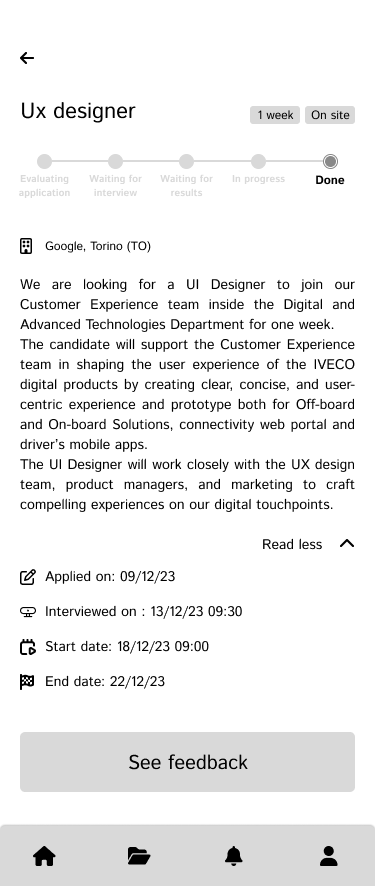 Ux designer
1 week
On site
Evaluating application
Waiting for interview
Waiting for results
In progress
Done
Google, Torino (TO)
We are looking for a UI Designer to join our
Customer Experience team inside the Digital and
Advanced Technologies Department for one week.
The candidate will support the Customer Experience
team in shaping the user experience of the IVECO
digital products by creating clear, concise, and user-
centric experience and prototype both for Off-board
and On-board Solutions, connectivity web portal and
driver's mobile apps.
The UI Designer will work closely with the UX design
team, product managers, and marketing to craft
compelling experiences on our digital touchpoints.
Read less
Applied on: 09/12/23
Interviewed on : 13/12/23 09:30
Start date: 18/12/23 09:00
End date: 22/12/23
See feedback